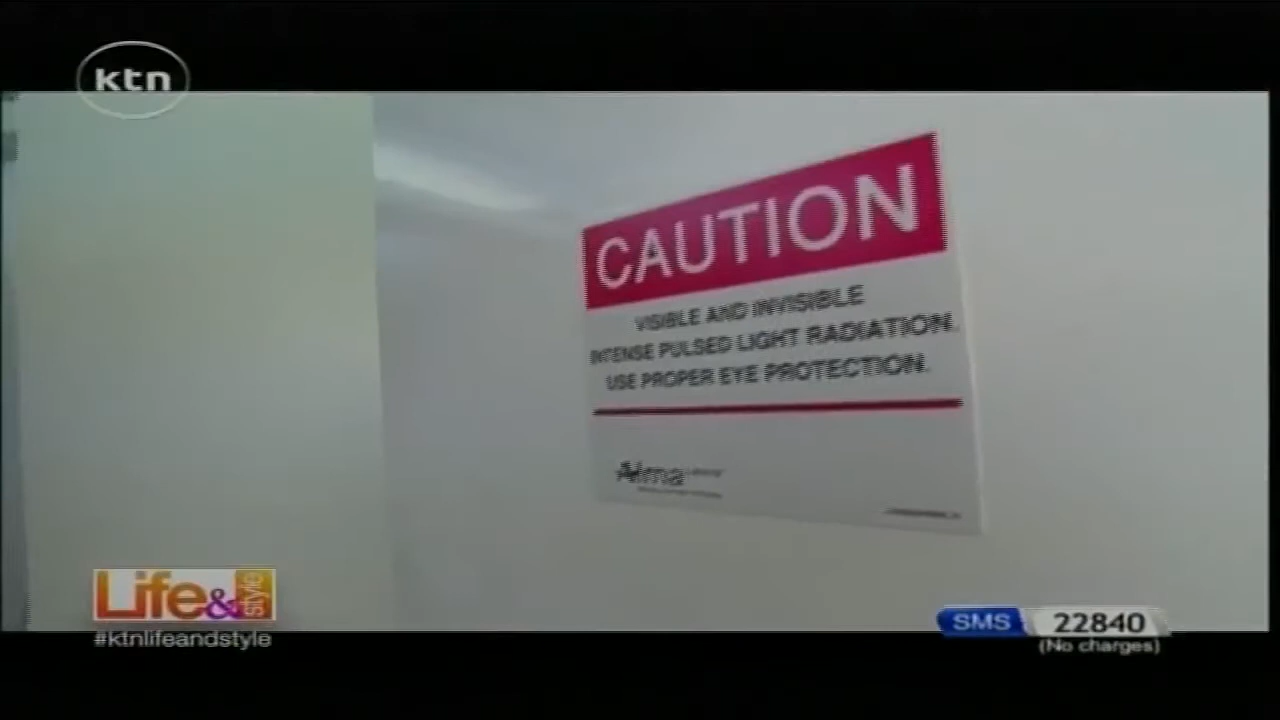 ktn
CAUTION
VISIBLE AND INVISIBLE
INTENSE PULSED LIGHT RADIATION.
USE PROPER EYE PROTECTION.
Alma
Life&style
#ktnlifeandstyle
SMS 22840
(No charges)